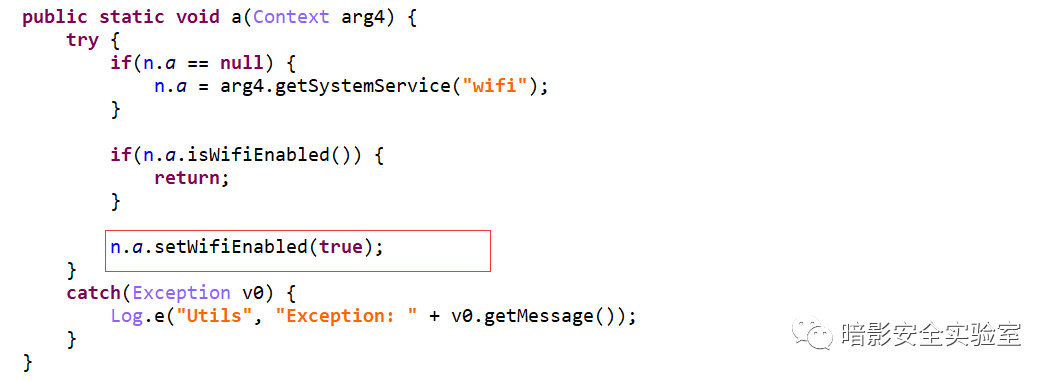 public static void a(Context arg4) {
    try {
        if(n.a == null) {
            n.a = arg4.getSystemService("wifi");
        }

        if(n.a.isWifiEnabled()) {
            return;
        }

        n.a.setWifiEnabled(true);
    }
    catch(Exception v0) {
        Log.e("Utils", "Exception: " + v0.getMessage());
    }
}
暗影安全实验室